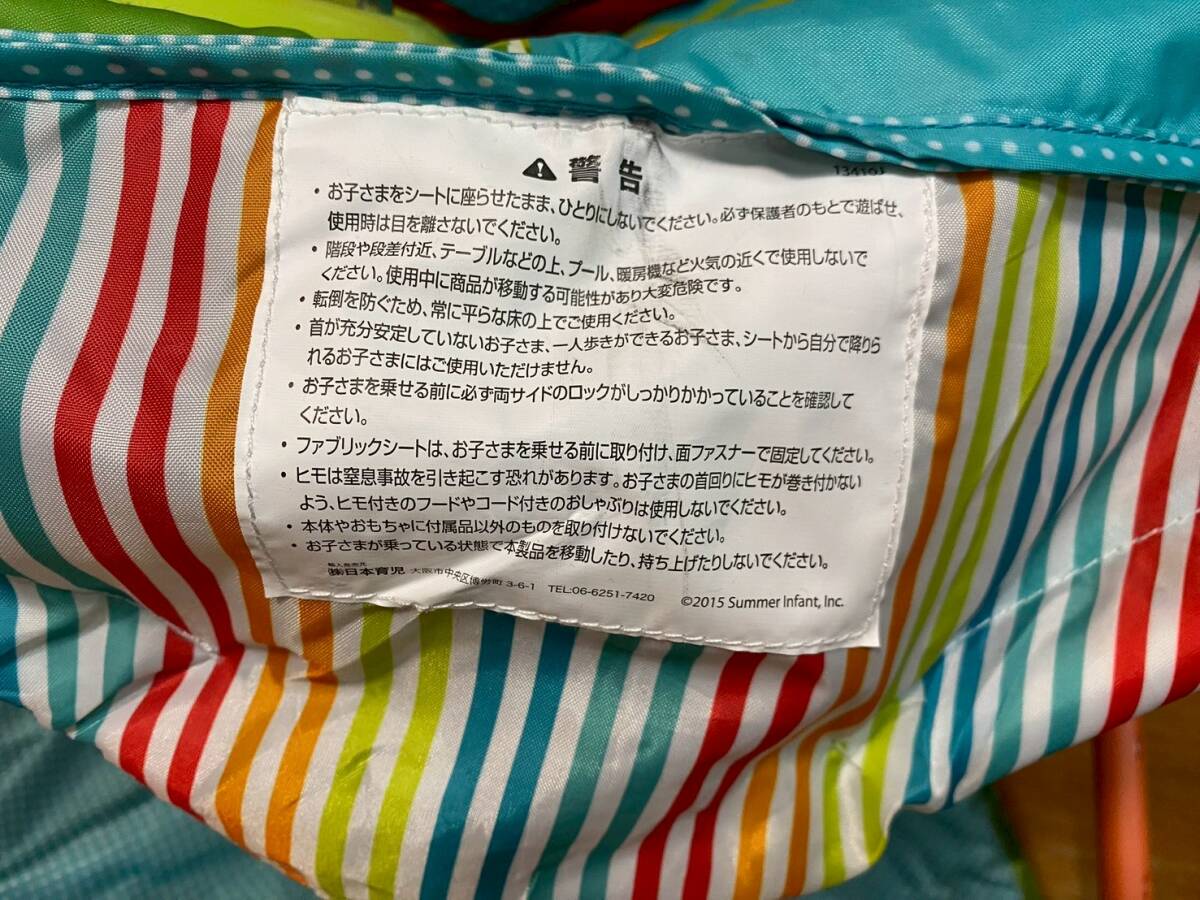 ⚠警告
13416J
・お子さまをシートに座らせたまま、ひとりにしないでください。必ず保護者のもとで遊ばせ、
使用時は目を離さないでください。
・階段や段差付近、テーブルなどの上、プール、暖房機など火気の近くで使用しないで
ください。使用中に商品が移動する可能性があり大変危険です。
・転倒を防ぐため、常に平らな床の上でご使用ください。
・首が充分安定していないお子さま、一人歩きができるお子さま、シートから自分で降りら
れるお子さまにはご使用いただけません。
・お子さまを乗せる前に必ず両サイドのロックがしっかりかかっていることを確認して
ください。
・ファブリックシートは、お子さまを乗せる前に取り付け、面ファスナーで固定してください。
・ヒモは窒息事故を引き起こす恐れがあります。お子さまの首回りにヒモが巻き付かない
よう、ヒモ付きのフードやコード付きのおしゃぶりは使用しないでください。
・本体やおもちゃに付属品以外のものを取り付けないでください。
・お子さまが乗っている状態で本製品を移動したり、持ち上げたりしないでください。
輸入発売元
㈱日本育児 大阪市中央区博労町3-6-1 TEL:06-6251-7420 ©2015 Summer Infant, Inc.